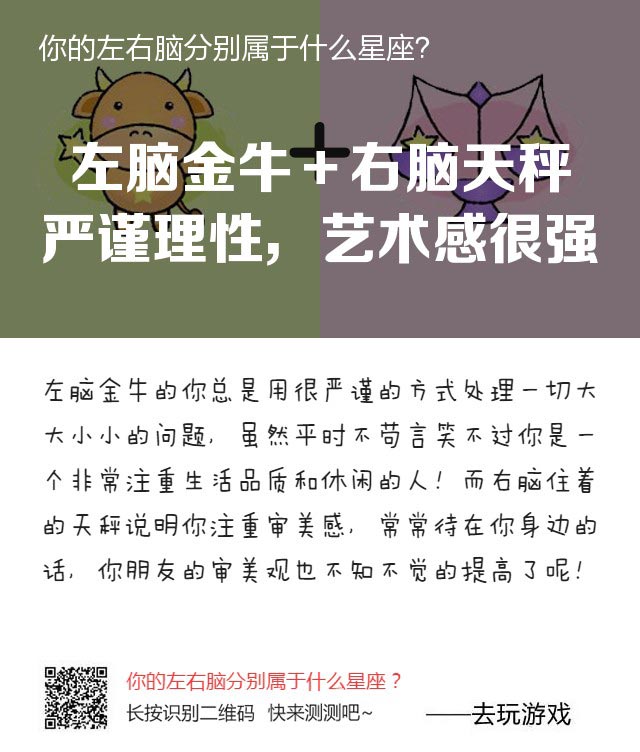 你的左右脑分别属于什么星座?
左脑金牛+右脑天秤
严谨理性，艺术感很强
左脑金牛的你总是用很严谨的方式处理一切大
大小小的问题，虽然平时不苟言笑不过你是一
个非常注重生活品质和休闲的人！而右脑住着
的天秤说明你注重审美感，常常待在你身边的
话，你朋友的审美观也不知不觉的提高了呢！
你的左右脑分别属于什么星座？
长按识别二维码 快来测测吧~
——去玩游戏